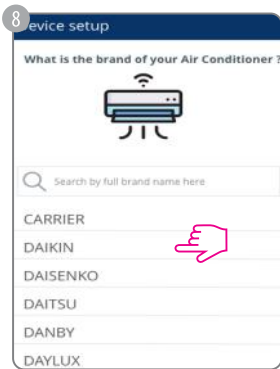 8
evice setup
What is the brand of your Air Conditioner ?
Search by full brand name here
CARRIER
DAIKIN
DAISENKO
DAITSU
DANBY
DAYLUX